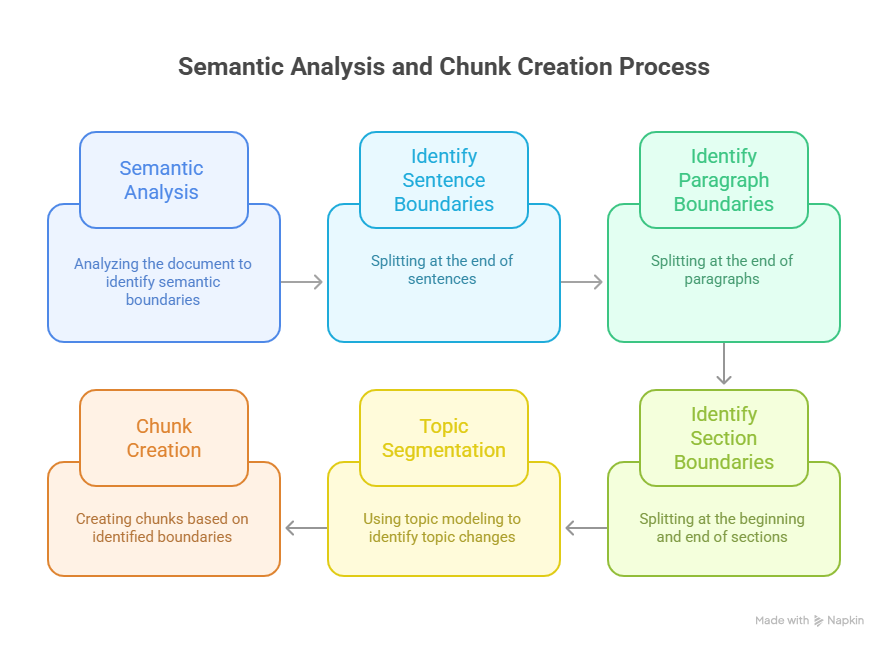 Semantic Analysis and Chunk Creation Process
Semantic
Analysis
Analyzing the document to
identify semantic
boundaries
Identify
Sentence
Boundaries
Splitting at the end of
sentences
Identify
Paragraph
Boundaries
Splitting at the end of
paragraphs
Identify
Section
Boundaries
Splitting at the beginning
and end of sections
Topic
Segmentation
Using topic modeling to
identify topic changes
Chunk
Creation
Creating chunks based on
identified boundaries
Made with Napkin